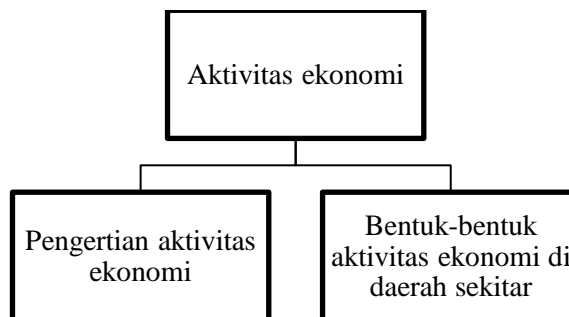 Aktivitas ekonomi
Pengertian aktivitas
ekonomi
Bentuk-bentuk
aktivitas ekonomi di
daerah sekitar